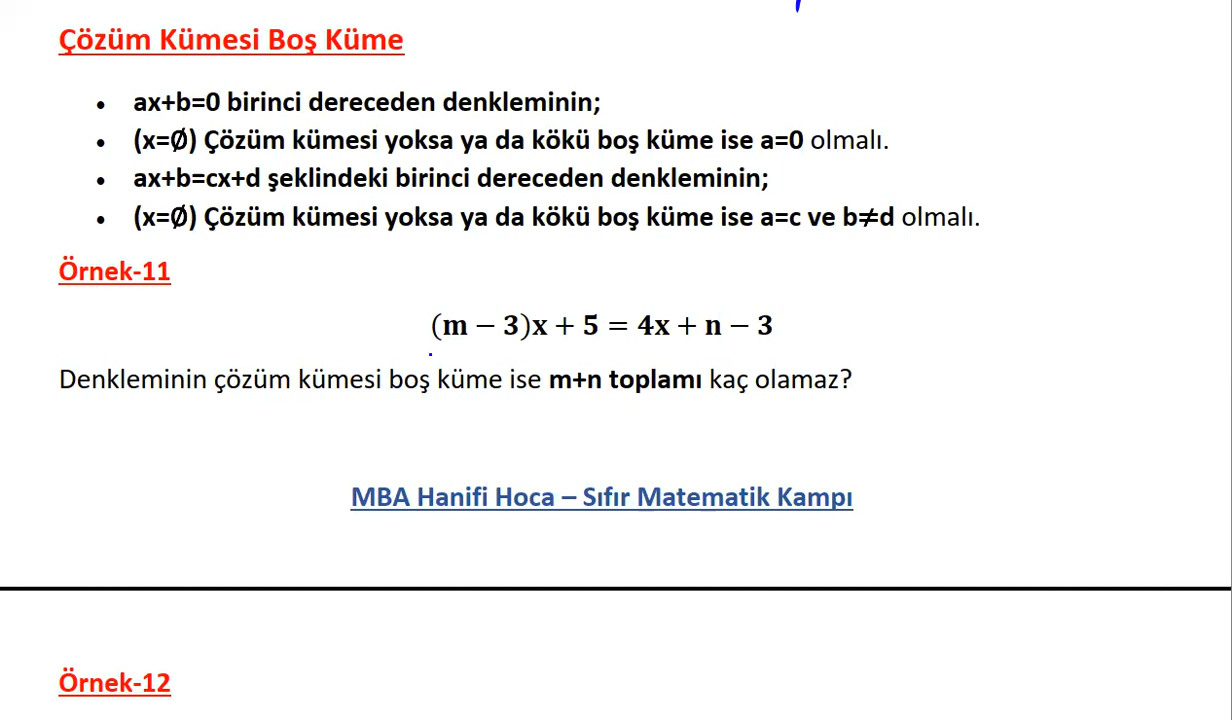 Çözüm Kümesi Boş Küme
• ax+b=0 birinci dereceden denkleminin;
• (x=∅) Çözüm kümesi yoksa ya da kökü boş küme ise a=0 olmalı.
• ax+b=cx+d şeklindeki birinci dereceden denkleminin;
• (x=∅) Çözüm kümesi yoksa ya da kökü boş küme ise a=c ve b≠d olmalı.
Örnek-11
(m − 3)x + 5 = 4x + n − 3
Denkleminin çözüm kümesi boş küme ise m+n toplamı kaç olamaz?
MBA Hanifi Hoca – Sıfır Matematik Kampı
Örnek-12